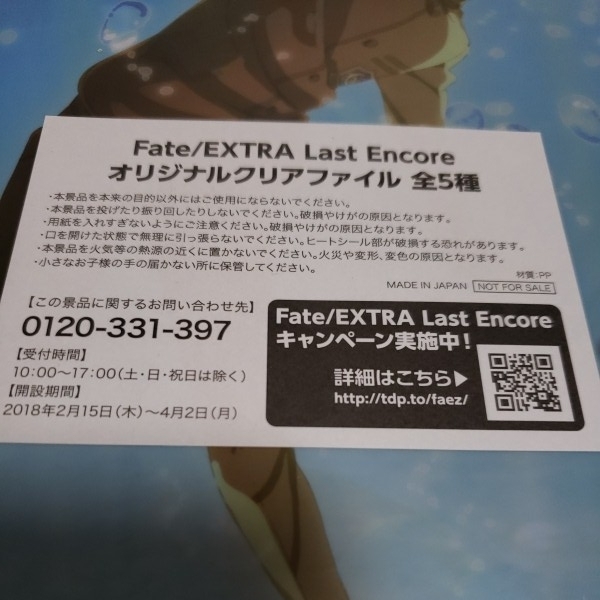 Fate/EXTRA Last Encore
オリジナルクリアファイル 全5種
・本景品を本来の目的以外にはご使用にならないでください。
・本景品を投げたり振り回したりしないでください。破損やけがの原因となります。
・用紙を入れすぎないようにご注意ください。破損やけがの原因となります。
・口を開けた状態で無理に引っ張らないでください。ヒートシール部が破損する恐れがあります。
・本景品を火気等の熱源の近くに置かないでください。火災や変形、変色の原因となります。
・小さなお子様の手の届かない所に保管してください。
材質:PP
MADE IN JAPAN NOT FOR SALE
【この景品に関するお問い合わせ先】
0120-331-397
【受付時間】
10:00〜17:00(土・日・祝日は除く)
【開設期間】
2018年2月15日(木)〜4月2日(月)
Fate/EXTRA Last Encore
キャンペーン実施中!
詳細はこちら▶
http://tdp.to/faez/